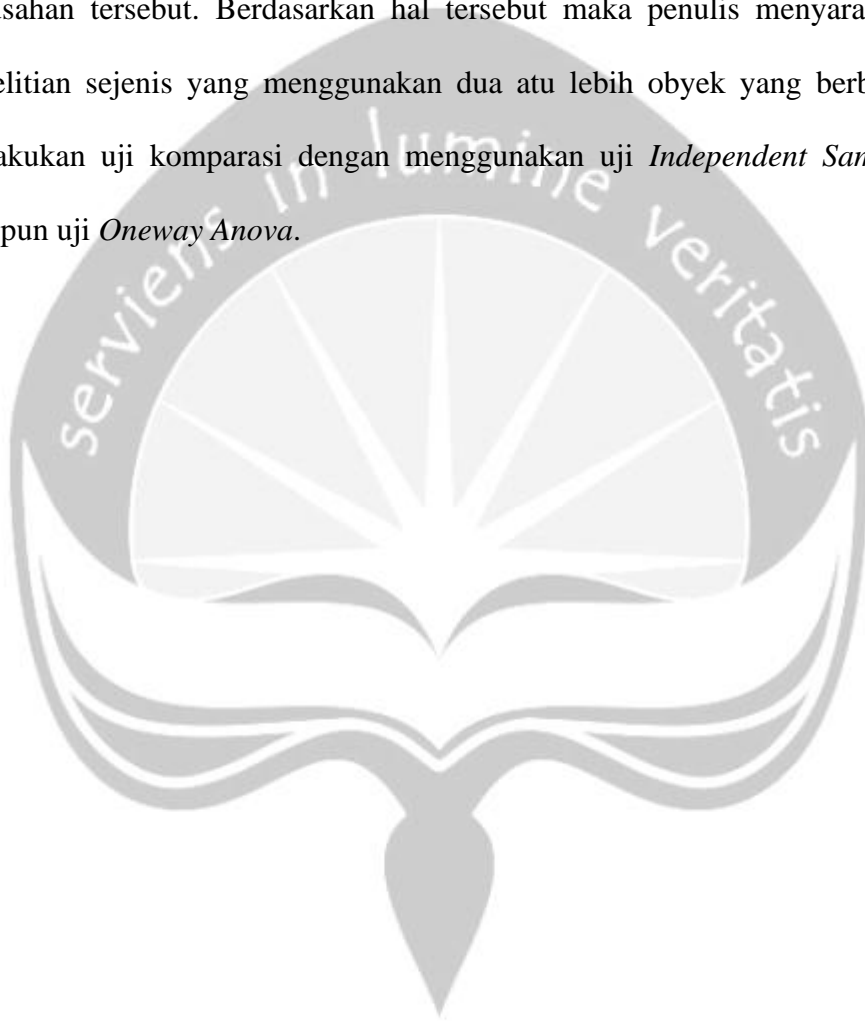 usahan tersebut. Berdasarkan hal tersebut maka penulis menyara
elitian sejenis yang menggunakan dua atu lebih obyek yang berb
akukan uji komparasi dengan menggunakan uji Independent San
pun uji Oneway Anova.
serviens in lumine veritatis